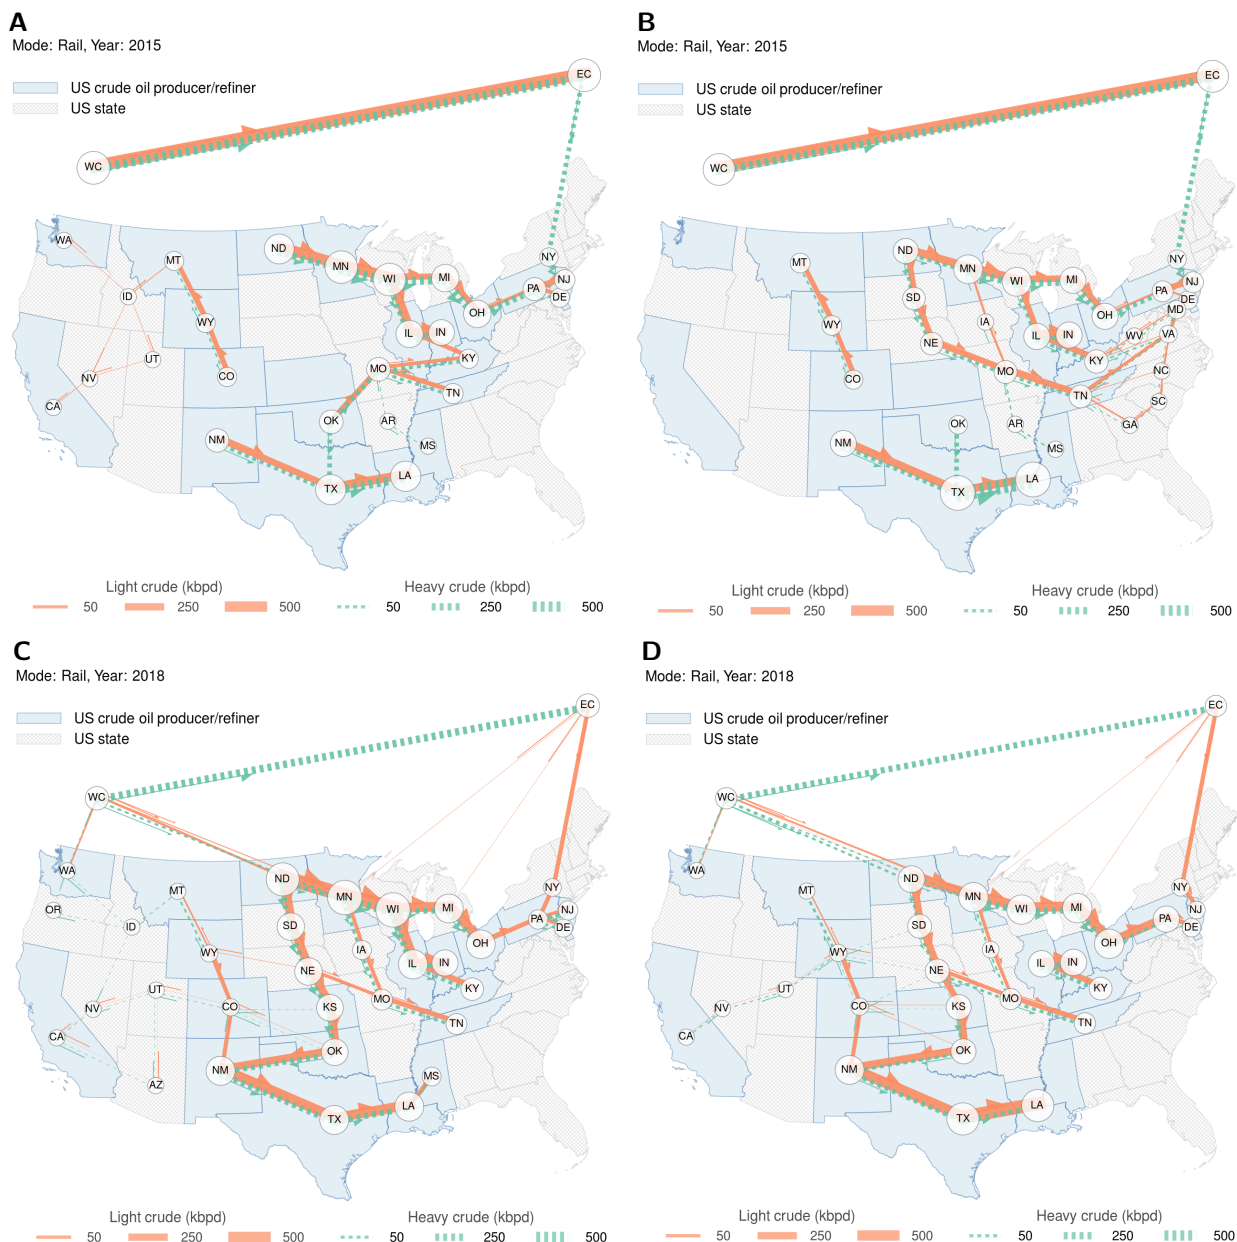 A
Mode: Rail, Year: 2015
US crude oil producer/refiner
US state
EC
WC
WA
MT
ND
MN
WI
MI
NY
NJ
PA
DE
ID
OH
WY
IL
IN
UT
MO
KY
NV
CO
TN
CA
OK
AR
NM
MS
TX
LA
Light crude (kbpd)
Heavy crude (kbpd)
50 250 500 50 250 500
B
Mode: Rail, Year: 2015
US crude oil producer/refiner
US state
EC
WC
ND
MT
MN
WI
MI
NY
NJ
PA
DE
SD
MD
OH
IA
WY
IL
IN
WV
VA
NE
KY
MO
NC
CO
TN
SC
OK
AR
GA
NM
MS
TX
LA
Light crude (kbpd)
Heavy crude (kbpd)
50 250 500 50 250 500
C
Mode: Rail, Year: 2018
US crude oil producer/refiner
US state
EC
WC
WA
ND
MT
MN
NY
OR
WI
MI
NJ
PA
ID
SD
DE
OH
WY
IA
IL
IN
NE
UT
KY
NV
CO
KS
MO
TN
CA
OK
NM
AZ
MS
TX
LA
Light crude (kbpd)
Heavy crude (kbpd)
50 250 500 50 250 500
D
Mode: Rail, Year: 2018
US crude oil producer/refiner
US state
EC
WC
WA
ND
MT
MN
NY
WI
MI
NJ
PA
SD
DE
OH
WY
IA
IL
IN
NE
UT
KY
NV
CO
KS
MO
TN
CA
OK
NM
TX
LA
Light crude (kbpd)
Heavy crude (kbpd)
50 250 500 50 250 500